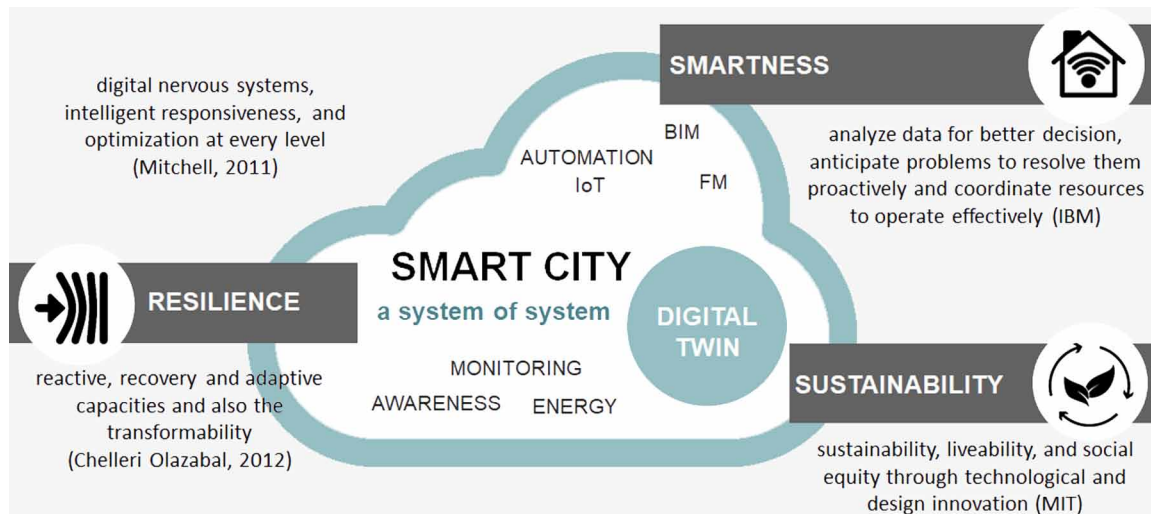 digital nervous systems,
intelligent responsiveness, and
optimization at every level
(Mitchell, 2011)
SMARTNESS
analyze data for better decision,
anticipate problems to resolve them
proactively and coordinate resources
to operate effectively (IBM)
BIM
AUTOMATION
IoT
FM
SMART CITY
a system of system
DIGITAL
TWIN
MONITORING
AWARENESS
ENERGY
RESILIENCE
reactive, recovery and adaptive
capacities and also the
transformability
(Chelleri Olazabal, 2012)
SUSTAINABILITY
sustainability, liveability, and social
equity through technological and
design innovation (MIT)